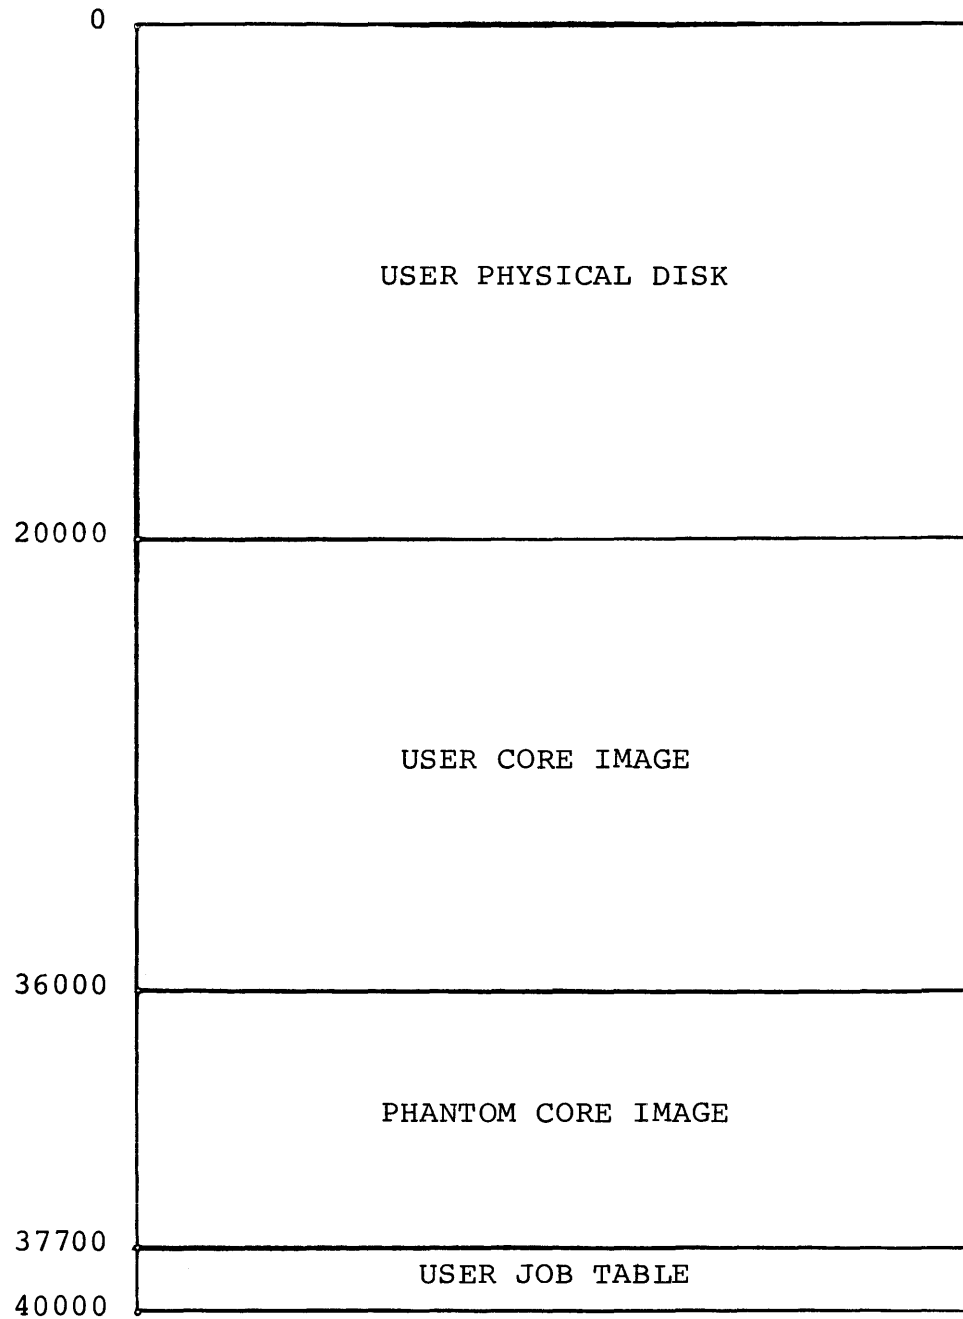 0
USER PHYSICAL DISK
20000
USER CORE IMAGE
36000
PHANTOM CORE IMAGE
37700
USER JOB TABLE
40000